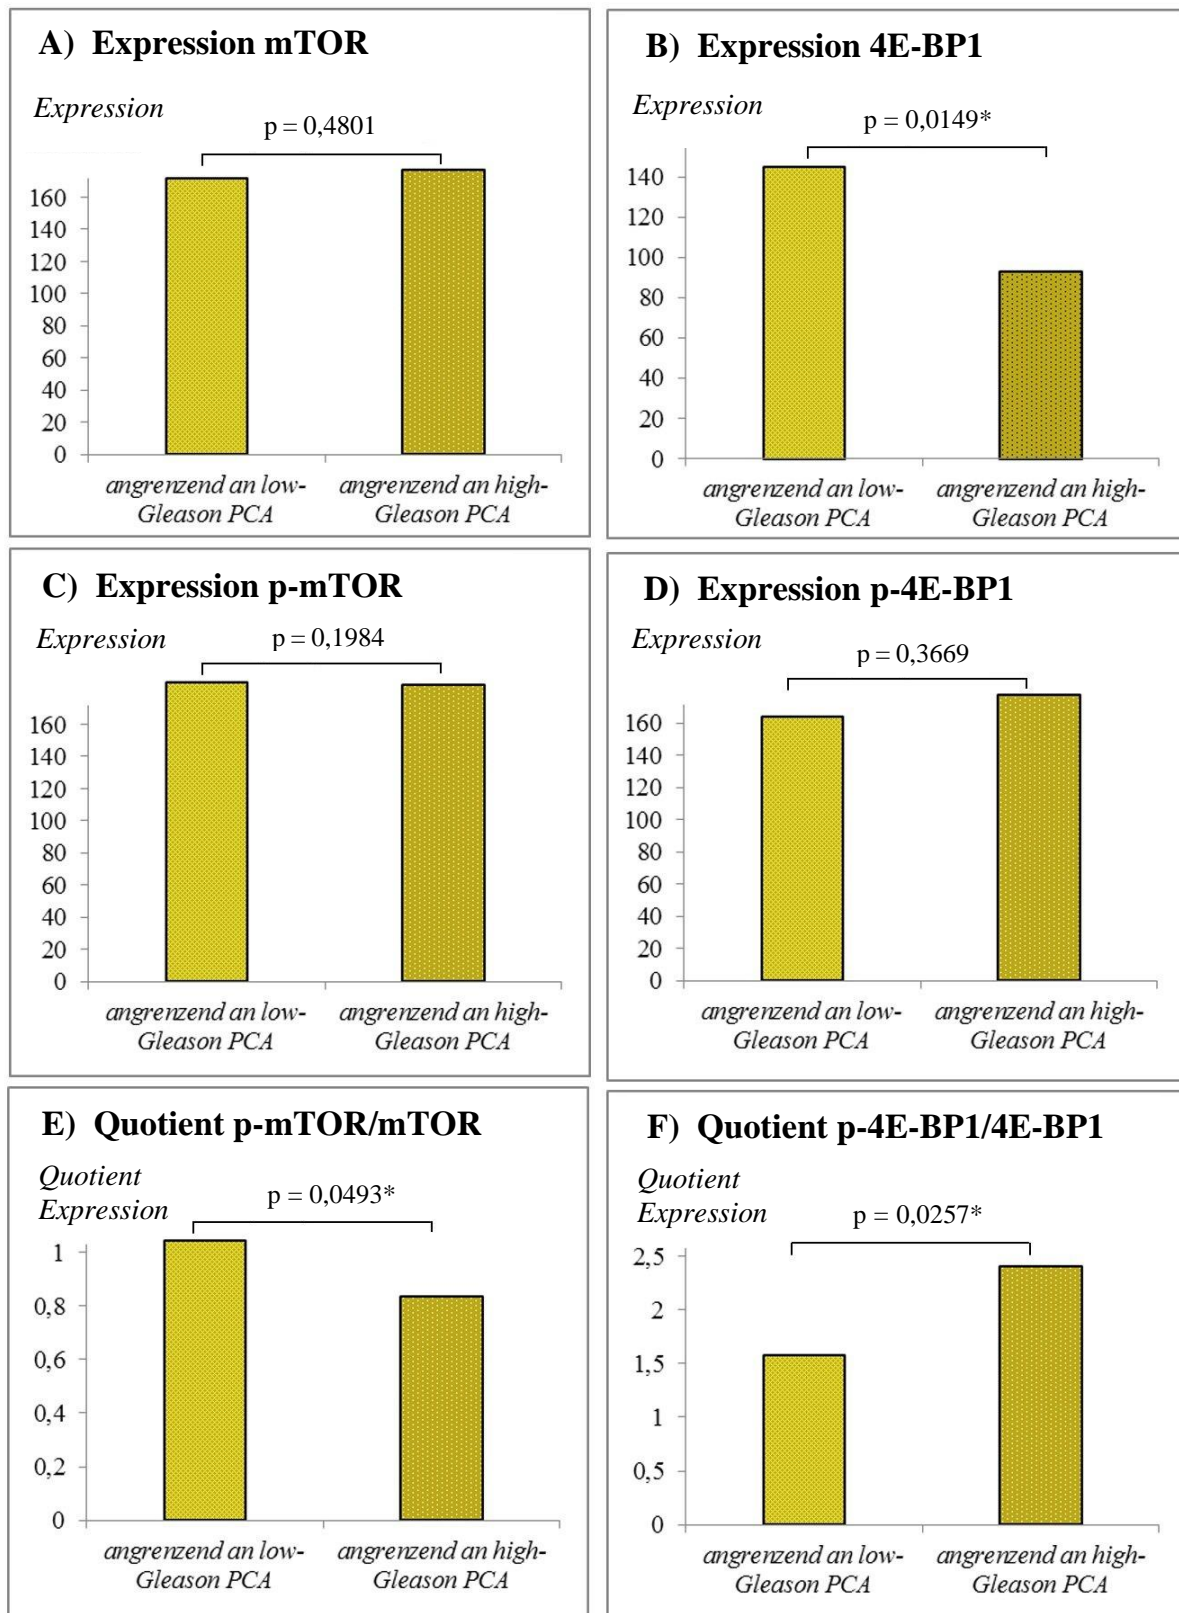 A) Expression mTOR
Expression
p = 0,4801
160
140
120
100
80
60
40
20
0
angrenzend an low-
Gleason PCA
angrenzend an high-
Gleason PCA
B) Expression 4E-BP1
Expression
p = 0,0149*
140
120
100
80
60
40
20
0
angrenzend an low-
Gleason PCA
angrenzend an high-
Gleason PCA
C) Expression p-mTOR
Expression
p = 0,1984
160
140
120
100
80
60
40
20
0
angrenzend an low-
Gleason PCA
angrenzend an high-
Gleason PCA
D) Expression p-4E-BP1
Expression
p = 0,3669
160
140
120
100
80
60
40
20
0
angrenzend an low-
Gleason PCA
angrenzend an high-
Gleason PCA
E) Quotient p-mTOR/mTOR
Quotient
Expression
p = 0,0493*
1
0,8
0,6
0,4
0,2
0
angrenzend an low-
Gleason PCA
angrenzend an high-
Gleason PCA
F) Quotient p-4E-BP1/4E-BP1
Quotient
Expression
p = 0,0257*
2,5
2
1,5
1
0,5
0
angrenzend an low-
Gleason PCA
angrenzend an high-
Gleason PCA